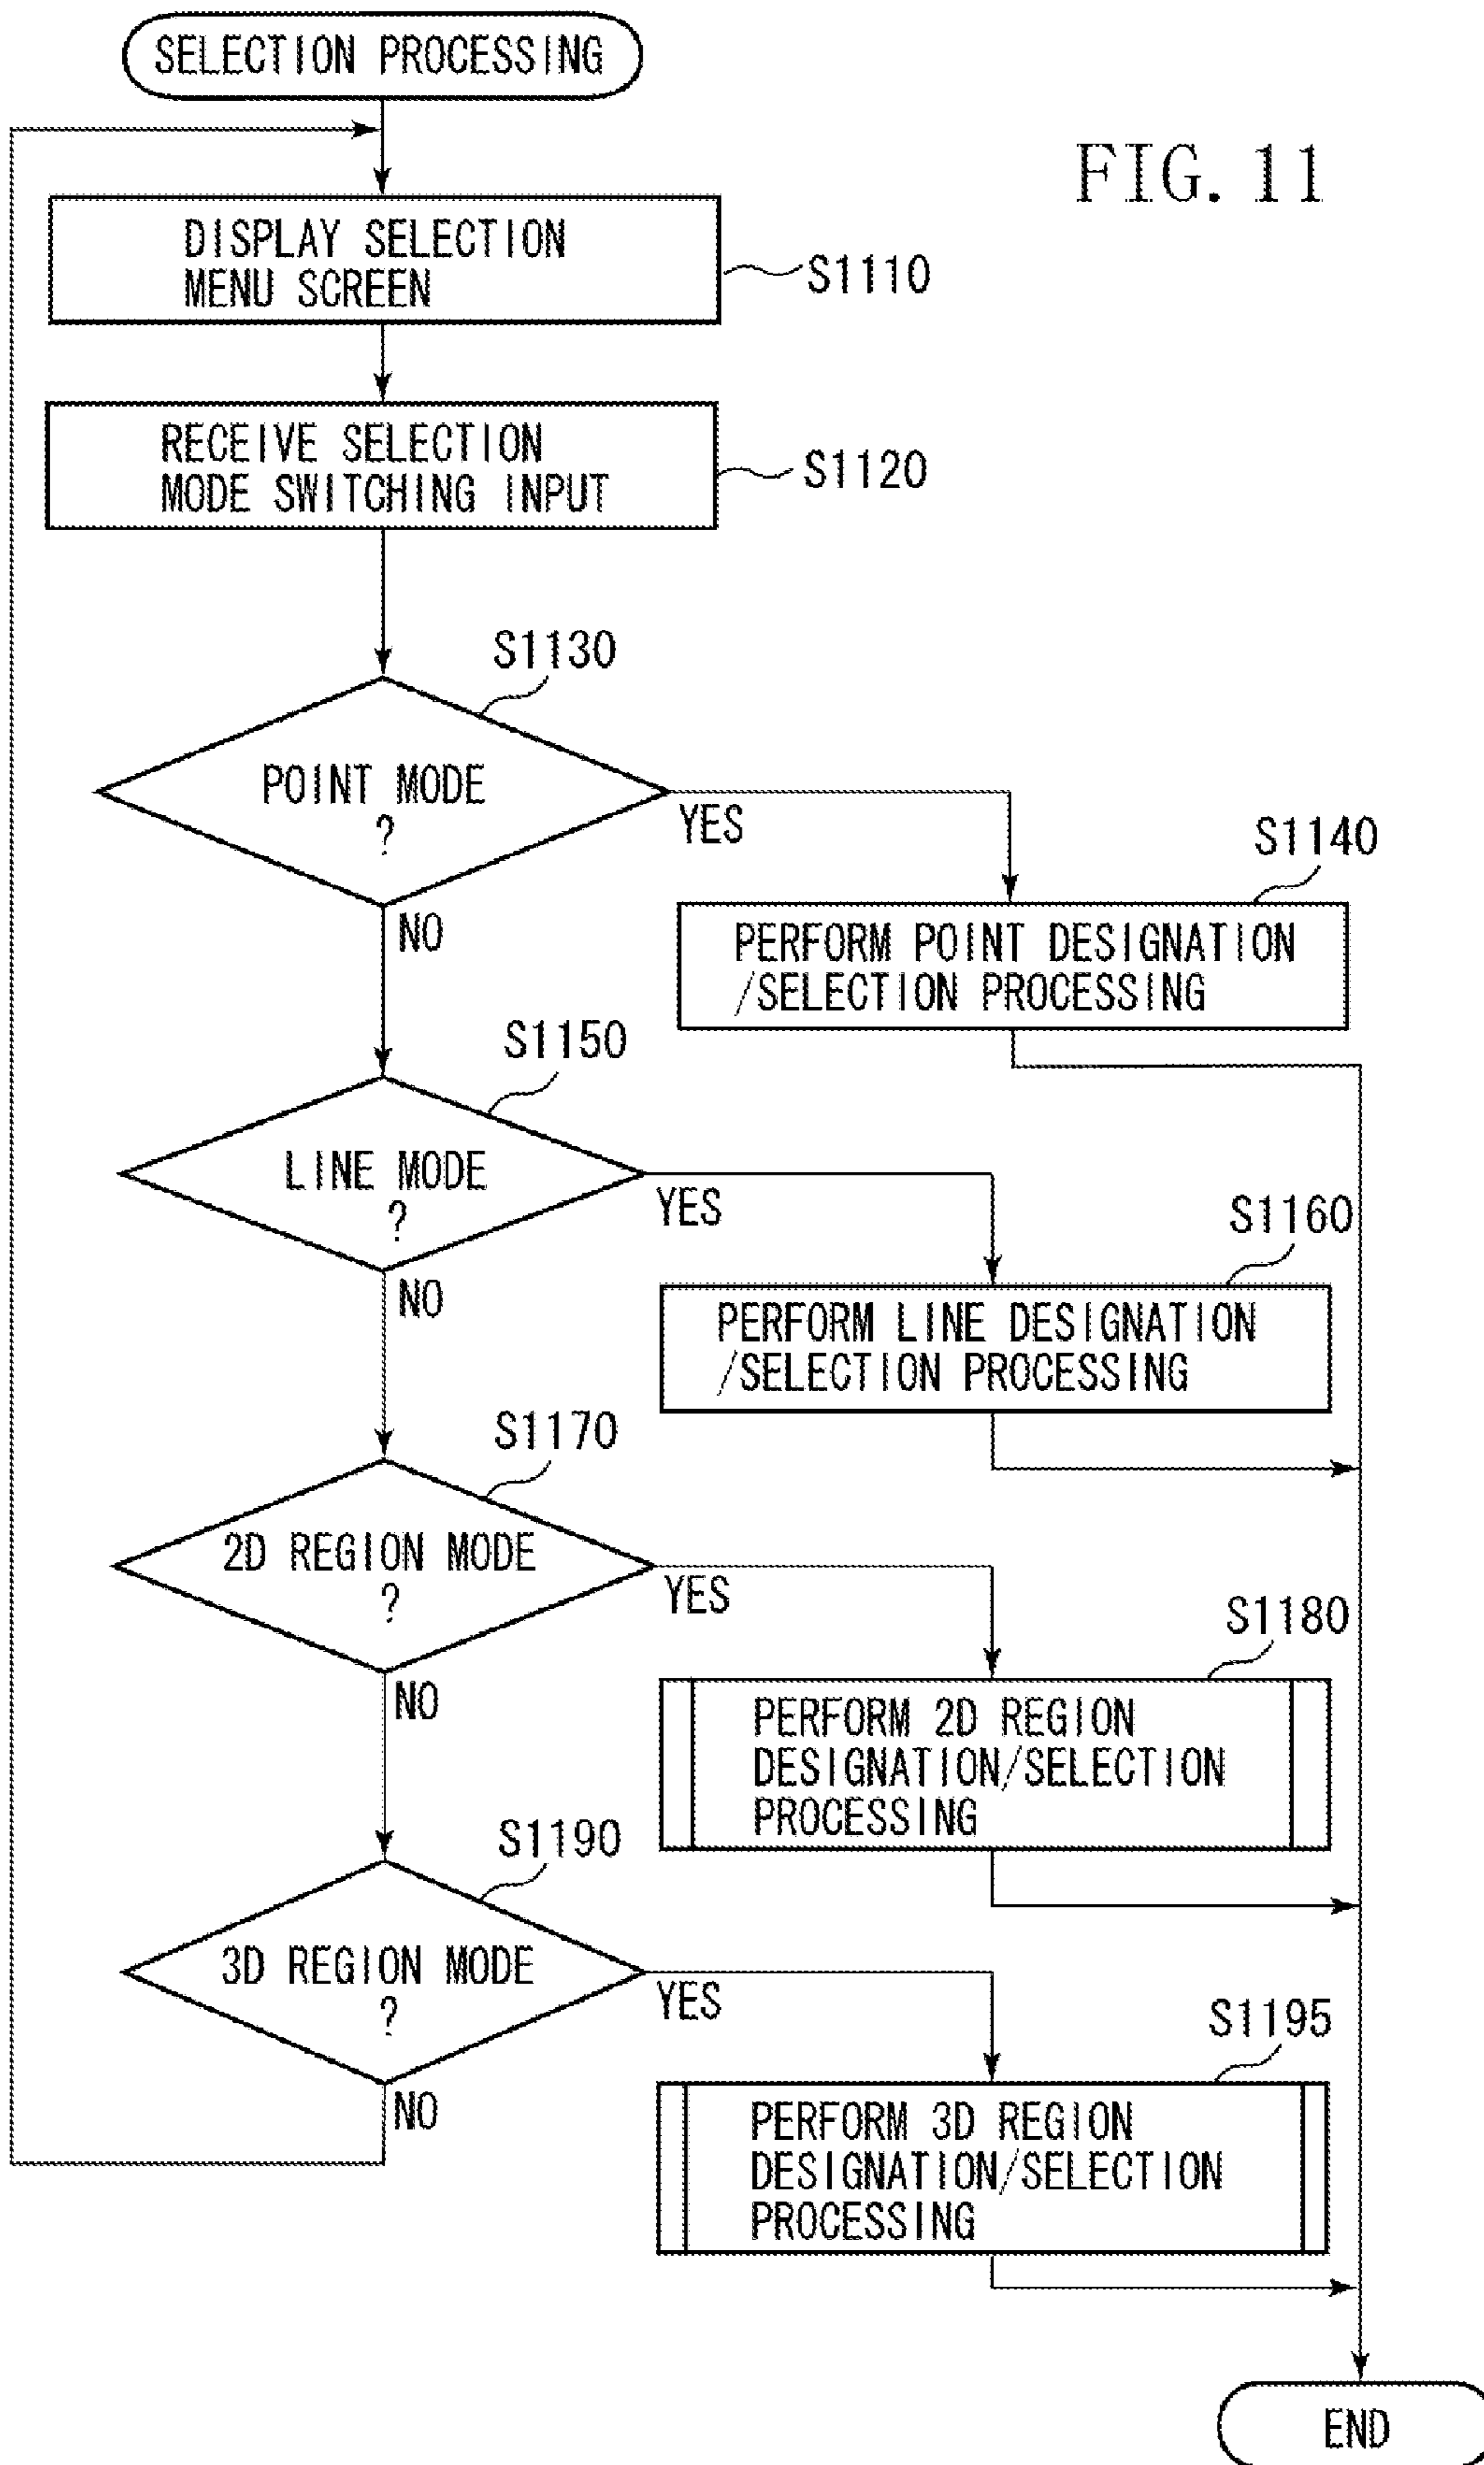 SELECTION PROCESSING
FIG. 11
DISPLAY SELECTION
MENU SCREEN
S1110
RECEIVE SELECTION
MODE SWITCHING INPUT
S1120
S1130
POINT MODE
?
YES
NO
S1140
PERFORM POINT DESIGNATION
/SELECTION PROCESSING
S1150
LINE MODE
?
YES
NO
S1160
PERFORM LINE DESIGNATION
/SELECTION PROCESSING
S1170
2D REGION MODE
?
YES
NO
S1180
PERFORM 2D REGION
DESIGNATION/SELECTION
PROCESSING
S1190
3D REGION MODE
?
YES
NO
S1195
PERFORM 3D REGION
DESIGNATION/SELECTION
PROCESSING
END